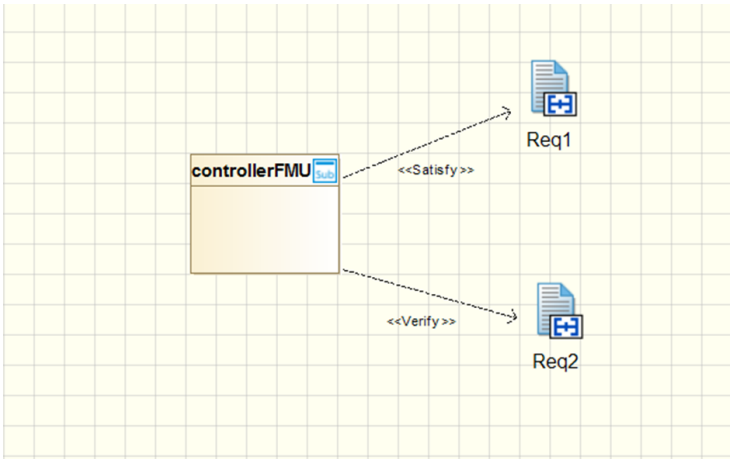 Req1
controllerFMU
Sub
<<Satisfy>>
<<Verify>>
Req2